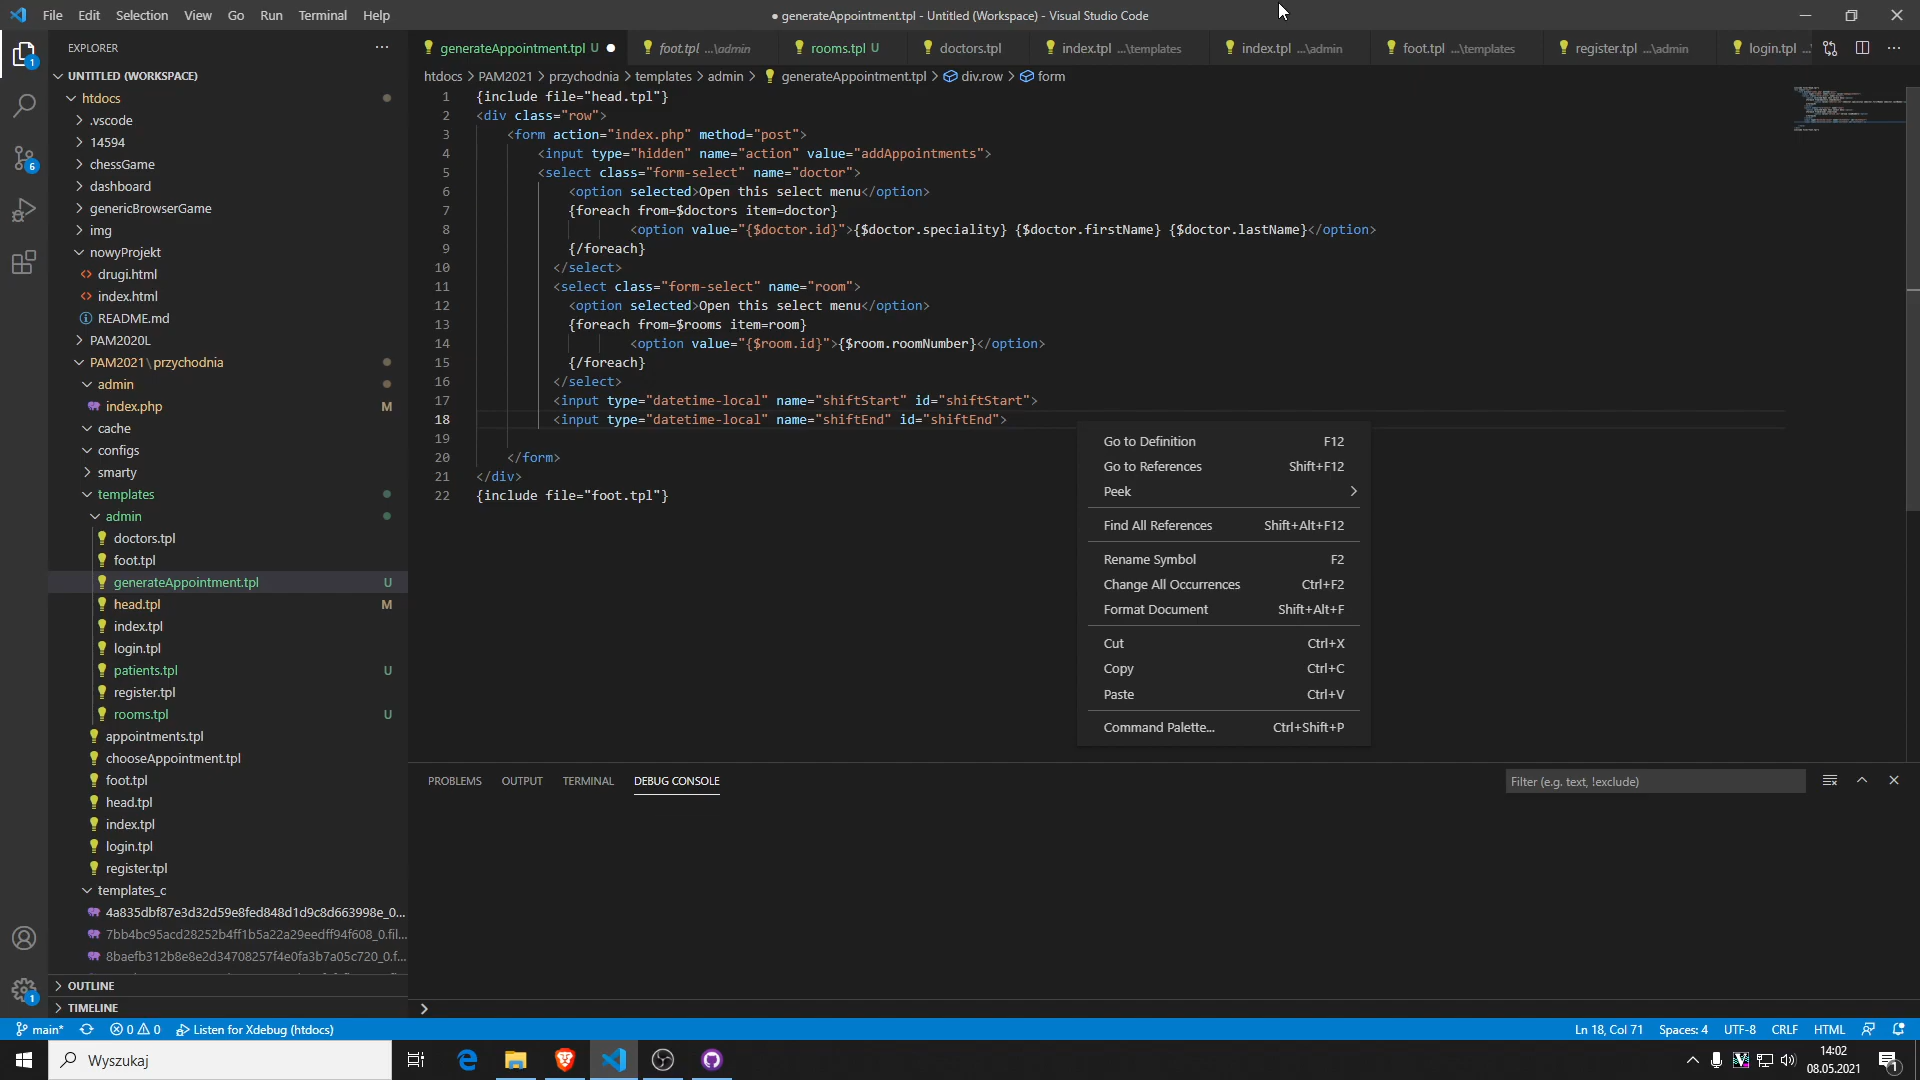 File Edit Selection View Go Run Terminal Help
● generateAppointment.tpl - Untitled (Workspace) - Visual Studio Code
EXPLORER
generateAppointment.tpl U foot.tpl ...\admin rooms.tpl U doctors.tpl index.tpl ...\templates index.tpl ...\admin foot.tpl ...\templates register.tpl ...\admin login.tpl ...
htdocs > PAM2021 > przychodnia > templates > admin > generateAppointment.tpl > div.row > form
UNTITLED (WORKSPACE)
htdocs
.vscode
14594
chessGame
dashboard
genericBrowserGame
img
nowyProjekt
drugi.html
index.html
README.md
PAM2020L
PAM2021\przychodnia
admin
index.php M
cache
configs
smarty
templates
admin
doctors.tpl
foot.tpl
generateAppointment.tpl U
head.tpl M
index.tpl
login.tpl
patients.tpl U
register.tpl
rooms.tpl U
appointments.tpl
chooseAppointment.tpl
foot.tpl
head.tpl
index.tpl
login.tpl
register.tpl
templates_c
4a835dbf87e3d32d59e8fed848d1d9c8d663998e_0...
7bb4bc95acd28252b4ff1b5a22a29eedff94f608_0.fil...
8baefb312b8e8e2d34708257f4e0fa3b7a05c720_0.f...
OUTLINE
TIMELINE
1 {include file="head.tpl"}
2 <div class="row">
3 <form action="index.php" method="post">
4 <input type="hidden" name="action" value="addAppointments">
5 <select class="form-select" name="doctor">
6 <option selected>Open this select menu</option>
7 {foreach from=$doctors item=doctor}
8 <option value="{$doctor.id}">{$doctor.speciality} {$doctor.firstName} {$doctor.lastName}</option>
9 {/foreach}
10 </select>
11 <select class="form-select" name="room">
12 <option selected>Open this select menu</option>
13 {foreach from=$rooms item=room}
14 <option value="{$room.id}">{$room.roomNumber}</option>
15 {/foreach}
16 </select>
17 <input type="datetime-local" name="shiftStart" id="shiftStart">
18 <input type="datetime-local" name="shiftEnd" id="shiftEnd">
19
20 </form>
21 </div>
22 {include file="foot.tpl"}
Go to Definition F12
Go to References Shift+F12
Peek
Find All References Shift+Alt+F12
Rename Symbol F2
Change All Occurrences Ctrl+F2
Format Document Shift+Alt+F
Cut Ctrl+X
Copy Ctrl+C
Paste Ctrl+V
Command Palette... Ctrl+Shift+P
PROBLEMS OUTPUT TERMINAL DEBUG CONSOLE
Filter (e.g. text, !exclude)
1
6
1
main* 0 0 Listen for Xdebug (htdocs)
Ln 18, Col 71 Spaces: 4 UTF-8 CRLF HTML
Wyszukaj
14:02
08.05.2021
1